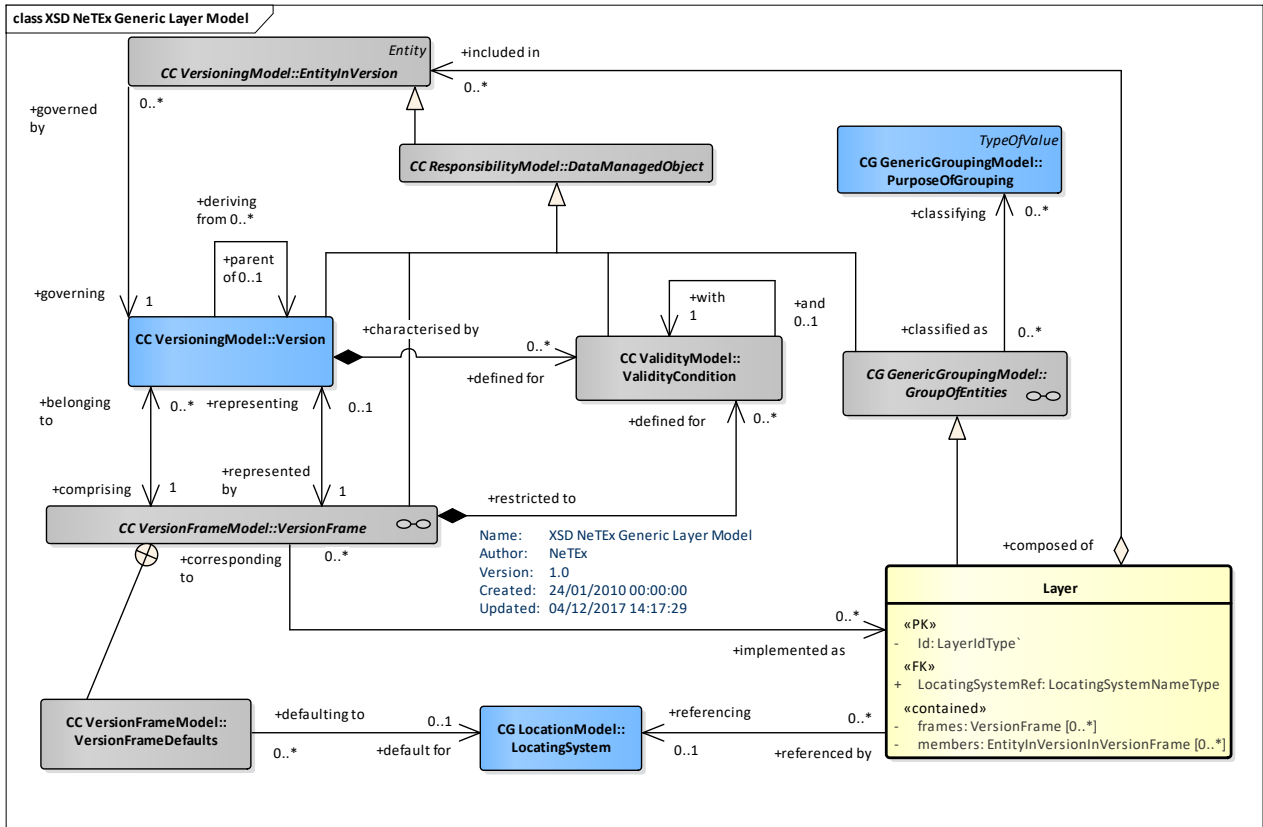 class XSD NeTEx Generic Layer Model
Entity
CC VersioningModel::EntityInVersion
+included in
0..*
0..*
+governed
by
TypeOfValue
CG GenericGroupingModel::
PurposeOfGrouping
CC ResponsibilityModel::DataManagedObject
+deriving
from 0..*
+classifying
0..*
+parent
of 0..1
+governing
1
+with
1
+and
0..1
CC VersioningModel::Version
+characterised by
0..*
+defined for
CC ValidityModel::
ValidityCondition
+classified as
0..*
CG GenericGroupingModel::
GroupOfEntities
+belonging
to
0..*
+representing
0..1
+defined for
0..*
+represented
by
+comprising
1
1
+restricted to
CC VersionFrameModel::VersionFrame
Name: XSD NeTEx Generic Layer Model
Author: NeTEx
Version: 1.0
Created: 24/01/2010 00:00:00
Updated: 04/12/2017 14:17:29
+corresponding
to
0..*
+composed of
Layer
«PK»
- Id: LayerIdType`
«FK»
+ LocatingSystemRef: LocatingSystemNameType
«contained»
- frames: VersionFrame [0..*]
- members: EntityInVersionInVersionFrame [0..*]
0..*
+implemented as
CC VersionFrameModel::
VersionFrameDefaults
+defaulting to
0..1
0..*
+default for
CG LocationModel::
LocatingSystem
+referencing
0..*
0..1
+referenced by